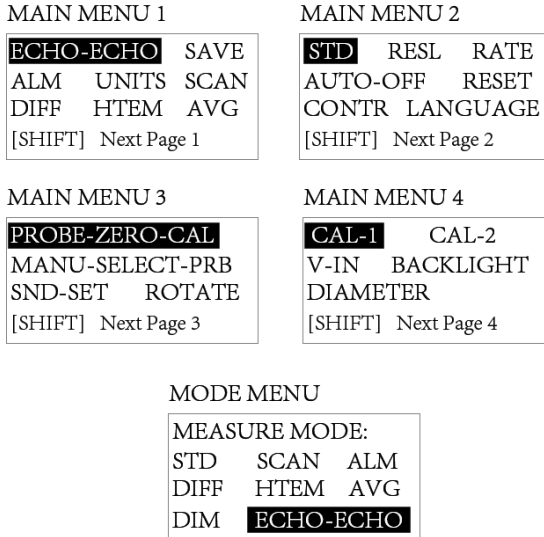 MAIN MENU 1
ECHO-ECHO SAVE
ALM UNITS SCAN
DIFF HTEM AVG
[SHIFT] Next Page 1
MAIN MENU 2
STD RESL RATE
AUTO-OFF RESET
CONTR LANGUAGE
[SHIFT] Next Page 2
MAIN MENU 3
PROBE-ZERO-CAL
MANU-SELECT-PRB
SND-SET ROTATE
[SHIFT] Next Page 3
MAIN MENU 4
CAL-1 CAL-2
V-IN BACKLIGHT
DIAMETER
[SHIFT] Next Page 4
MODE MENU
MEASURE MODE:
STD SCAN ALM
DIFF HTEM AVG
DIM ECHO-ECHO